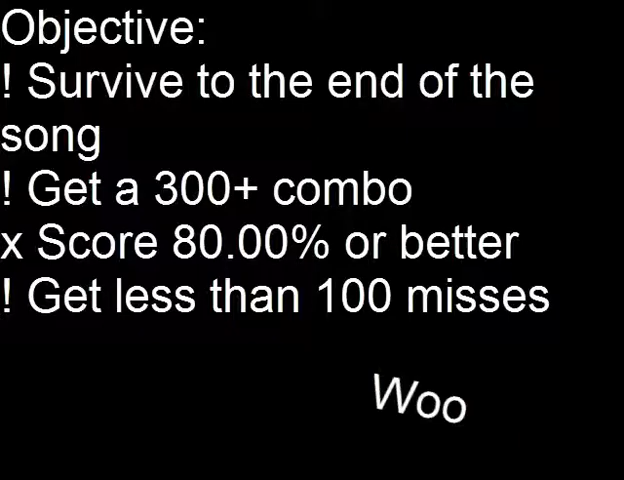 Objective:
! Survive to the end of the
song
! Get a 300+ combo
x Score 80.00% or better
! Get less than 100 misses
Woo